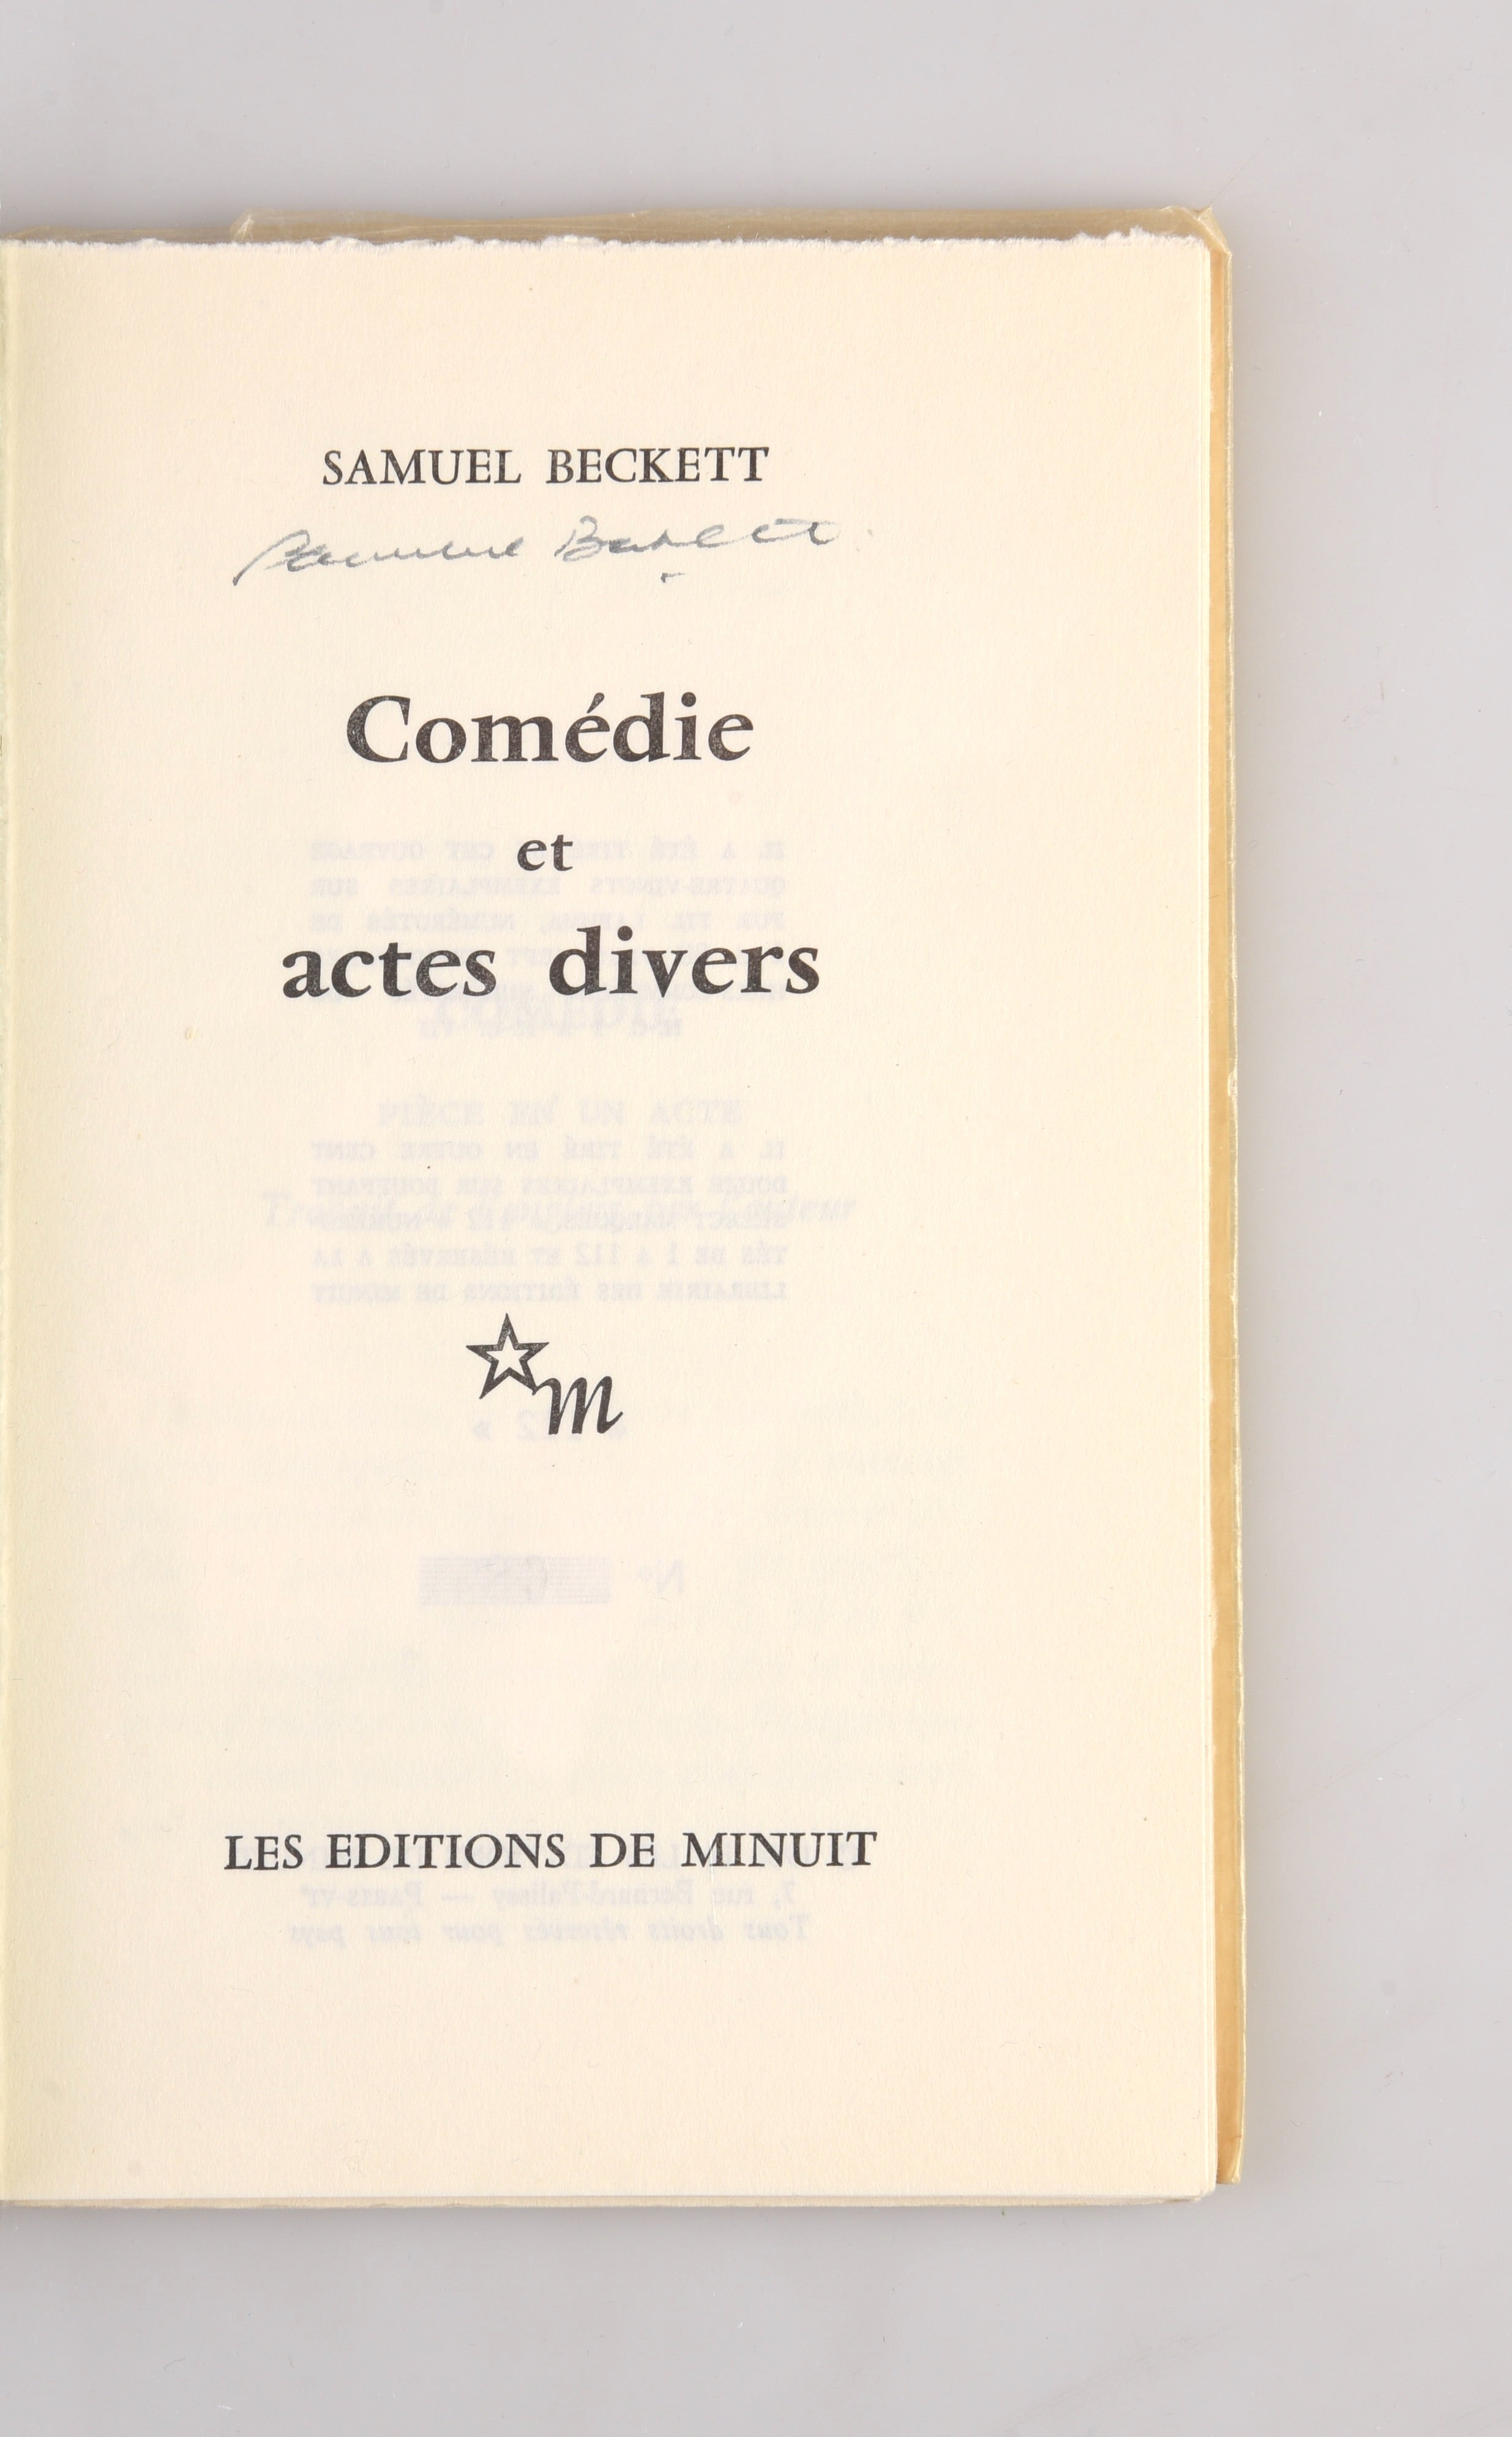 SAMUEL BECKETT
Samuel Beckett
Comédie
et
actes divers
m
LES EDITIONS DE MINUIT